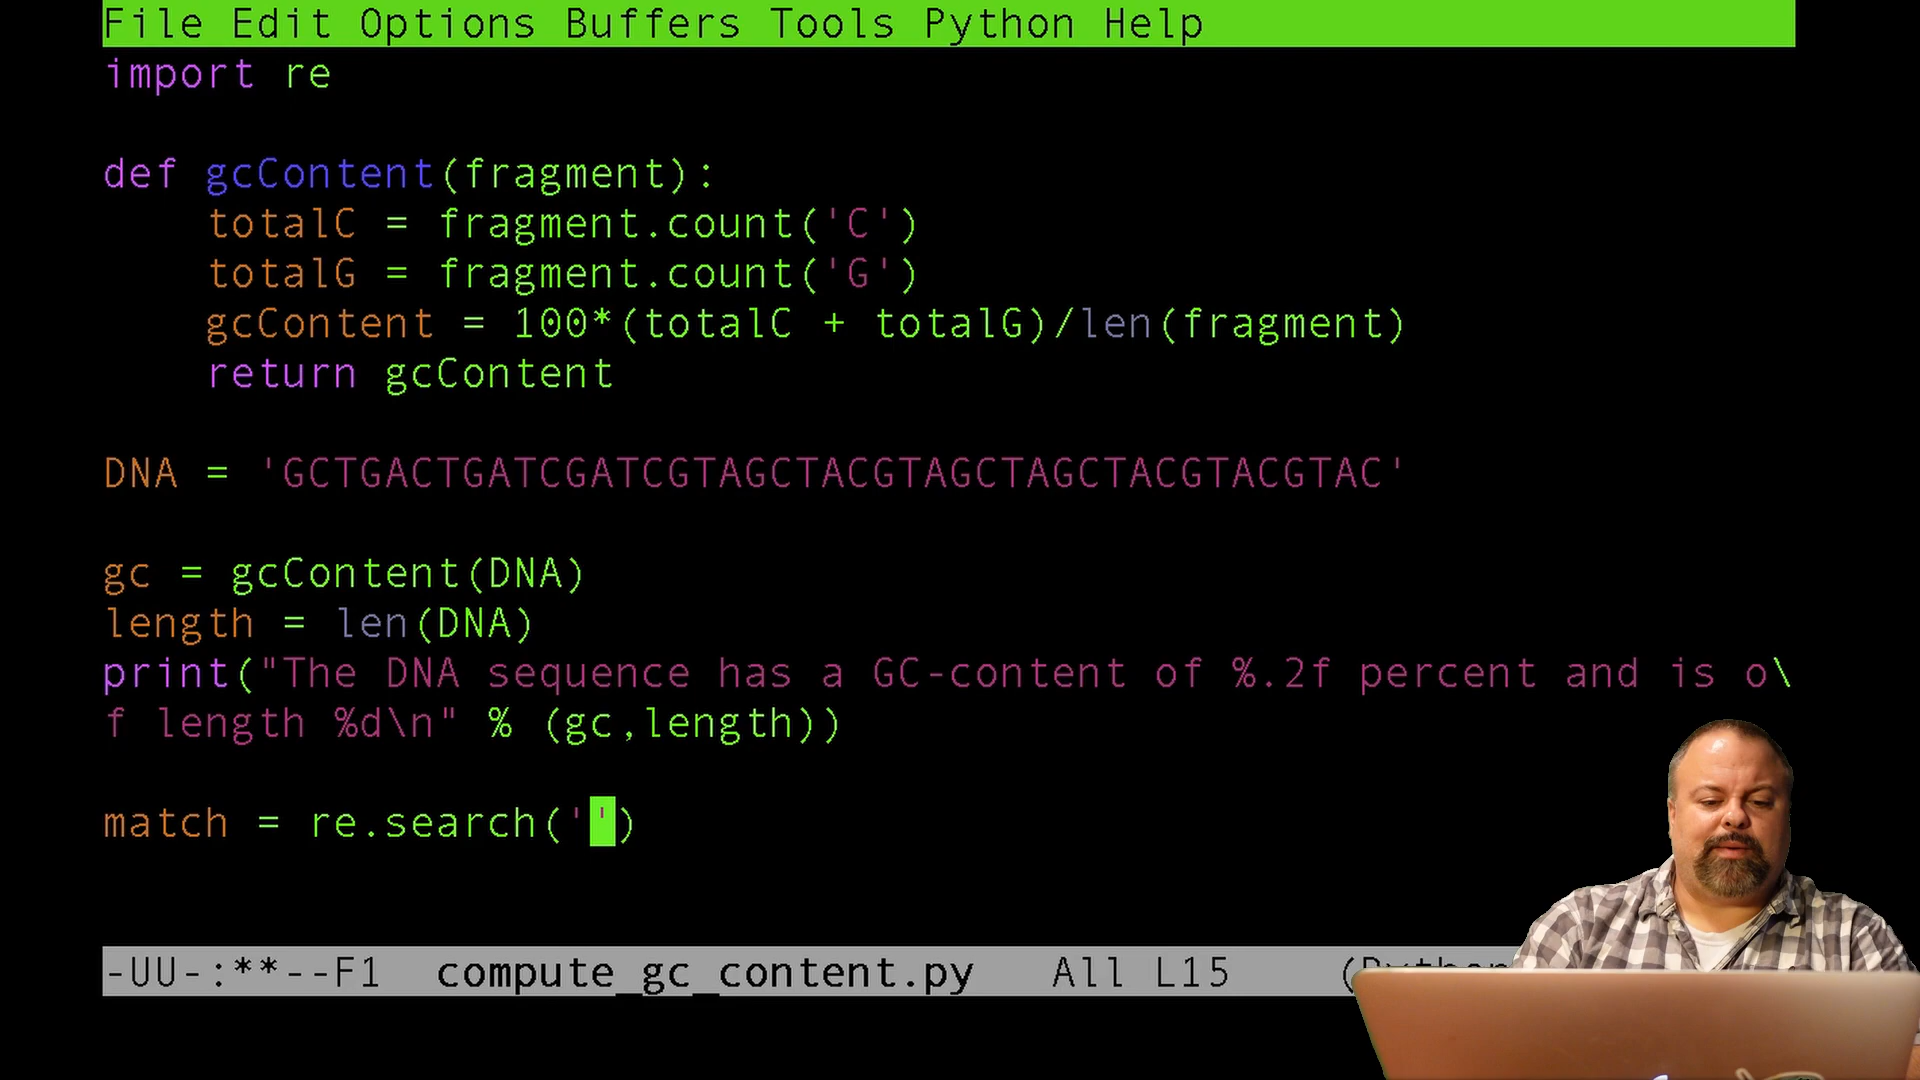 File Edit Options Buffers Tools Python Help
import re
def gcContent(fragment):
totalC = fragment.count('C')
totalG = fragment.count('G')
gcContent = 100*(totalC + totalG)/len(fragment)
return gcContent
DNA = 'GCTGACTGATCGATCGTAGCTACGTAGCTAGCTACGTACGTAC'
gc = gcContent(DNA)
length = len(DNA)
print("The DNA sequence has a GC-content of %.2f percent and is o\
f length %d\n" % (gc,length))
match = re.search('')
-UU-:**--F1 compute_gc_content.py All L15 (Python